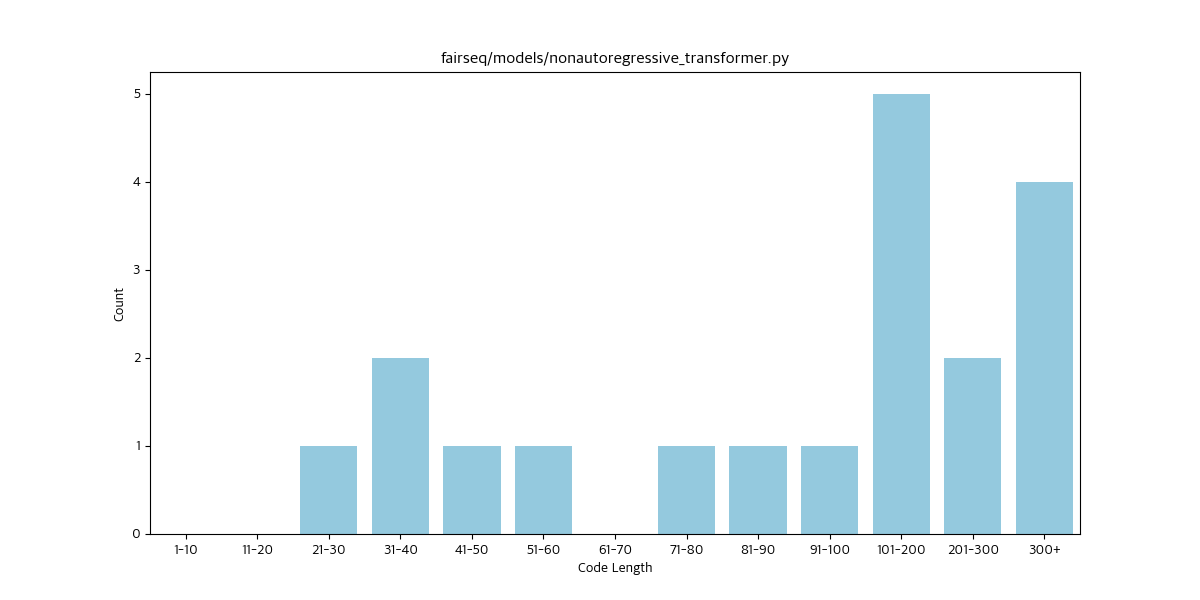 fairseq/models/nonautoregressive_transformer.py
5
4
3
2
1
0
Count
1-10 11-20 21-30 31-40 41-50 51-60 61-70 71-80 81-90 91-100 101-200 201-300 300+
Code Length